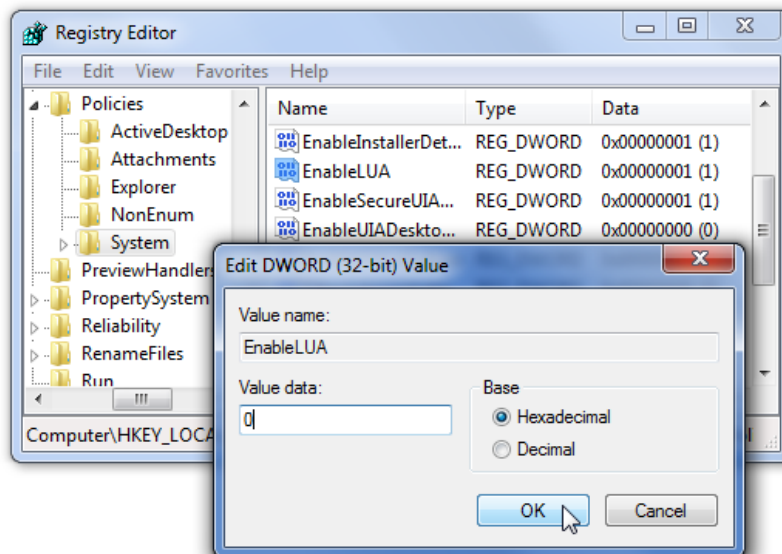 Registry Editor
File Edit View Favorites Help
Policies
ActiveDesktop
Attachments
Explorer
NonEnum
System
PreviewHandlers
PropertySystem
Reliability
RenameFiles
Run
Name Type Data
EnableInstallerDet... REG_DWORD 0x00000001 (1)
EnableLUA REG_DWORD 0x00000001 (1)
EnableSecureUIA... REG_DWORD 0x00000001 (1)
EnableUIADeskto... REG_DWORD 0x00000000 (0)
Computer\HKEY_LOCA
Edit DWORD (32-bit) Value
Value name:
EnableLUA
Value data:
0
Base
Hexadecimal
Decimal
OK Cancel